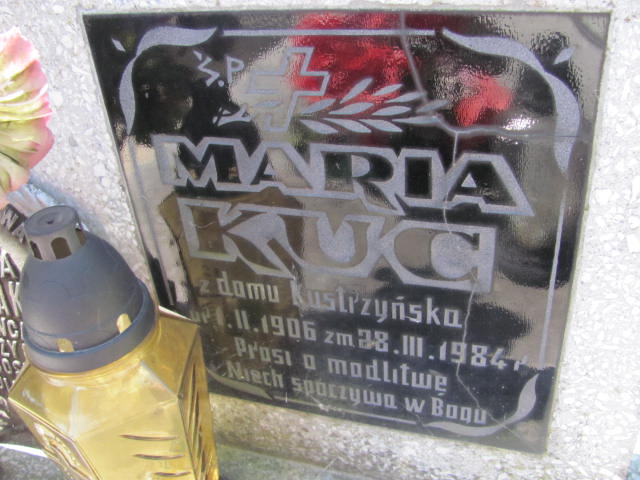 Ś.P.
MARIA
KUC
z domu Kustrzyńska
ur 1.II.1906 zm 28.III.1984 r
Prosi o modlitwę
Niech spoczywa w Bogu